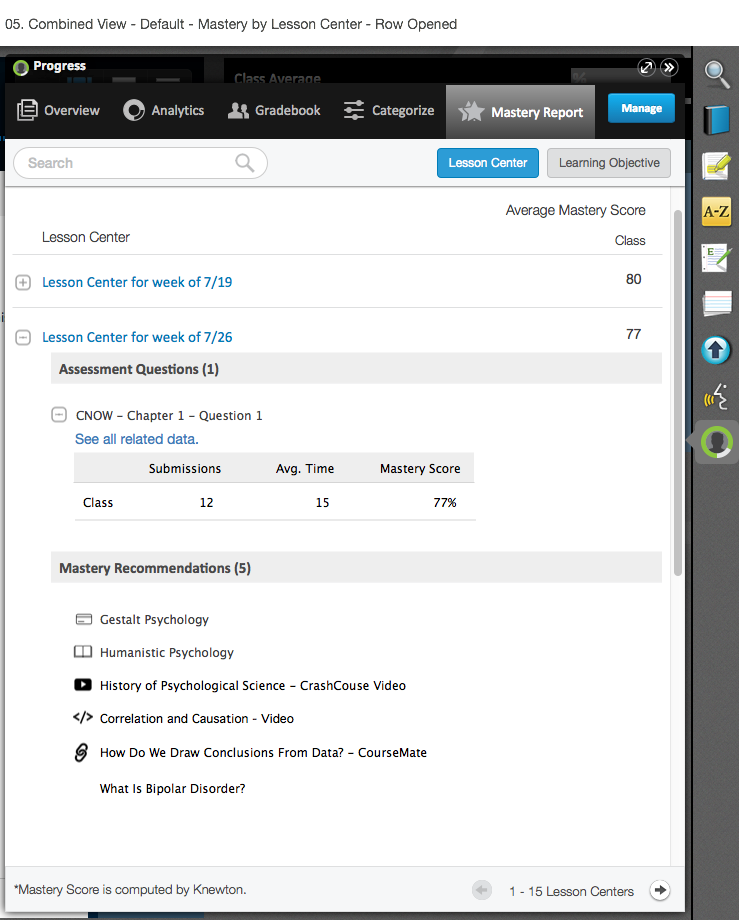 05. Combined View - Default - Mastery by Lesson Center - Row Opened
Progress
Class Average
%
Overview
Analytics
Gradebook
Categorize
Mastery Report
Manage
Search
Lesson Center
Learning Objective
A-Z
Average Mastery Score
Lesson Center
Class
E
Lesson Center for week of 7/19
80
Lesson Center for week of 7/26
77
Assessment Questions (1)
CNOW – Chapter 1 – Question 1
See all related data.
Submissions Avg. Time Mastery Score
Class 12 15 77%
Mastery Recommendations (5)
Gestalt Psychology
Humanistic Psychology
History of Psychological Science – CrashCouse Video
</> Correlation and Causation - Video
How Do We Draw Conclusions From Data? – CourseMate
What Is Bipolar Disorder?
*Mastery Score is computed by Knewton.
1 - 15 Lesson Centers